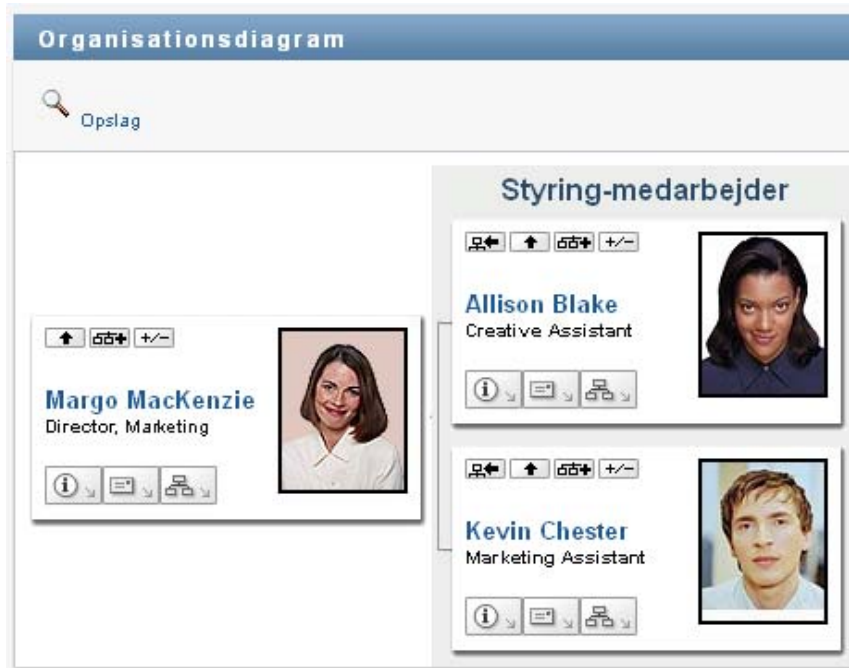 Organisationsdiagram
Opslag
Styring-medarbejder
+/−
Allison Blake
Creative Assistant
+/−
Margo MacKenzie
Director, Marketing
+/−
Kevin Chester
Marketing Assistant